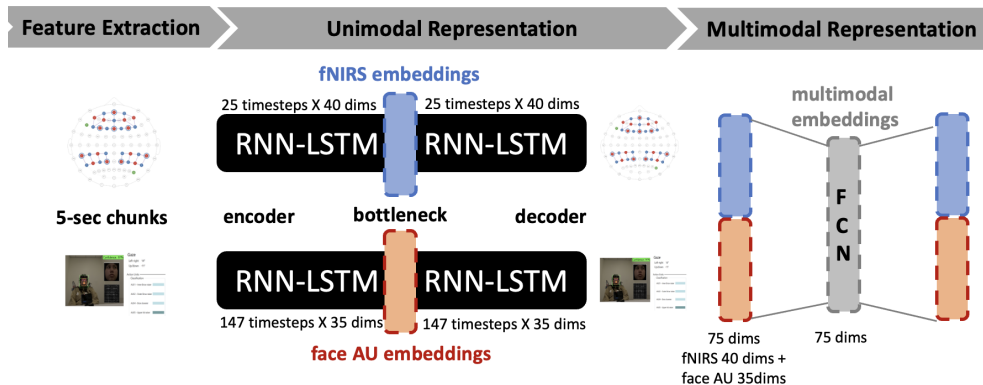 Feature Extraction
Unimodal Representation
Multimodal Representation
fNIRS embeddings
25 timesteps X 40 dims
25 timesteps X 40 dims
RNN-LSTM
RNN-LSTM
multimodal
embeddings
5-sec chunks
encoder
bottleneck
decoder
F
C
N
RNN-LSTM
RNN-LSTM
147 timesteps X 35 dims
147 timesteps X 35 dims
face AU embeddings
75 dims
fNIRS 40 dims +
face AU 35dims
75 dims